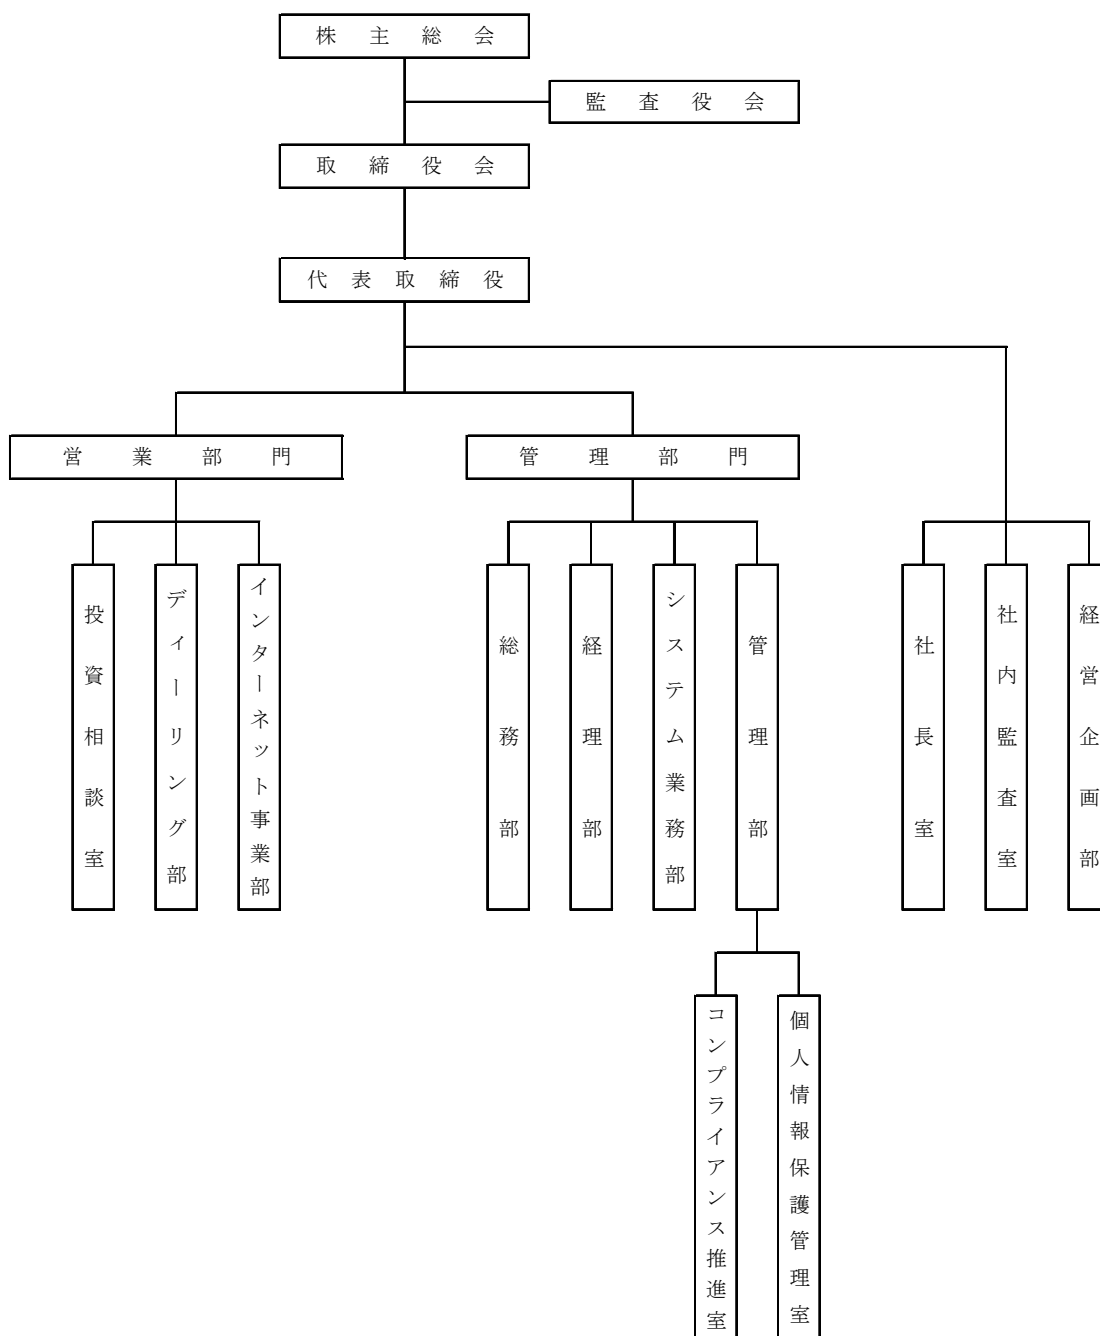 株主総会
監査役会
取締役会
代表取締役
営業部門
管理部門
投資相談室
ディーリング部
インターネット事業部
総務部
経理部
システム業務部
管理部
社長室
社内監査室
経営企画部
コンプライアンス推進室
個人情報保護管理室